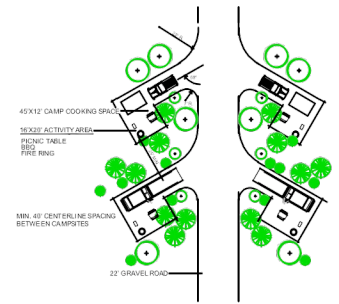 45'X12' CAMP COOKING SPACE
16'X20' ACTIVITY AREA
PICNIC TABLE
BBQ
FIRE RING
MIN. 40' CENTERLINE SPACING
BETWEEN CAMPSITES
22' GRAVEL ROAD